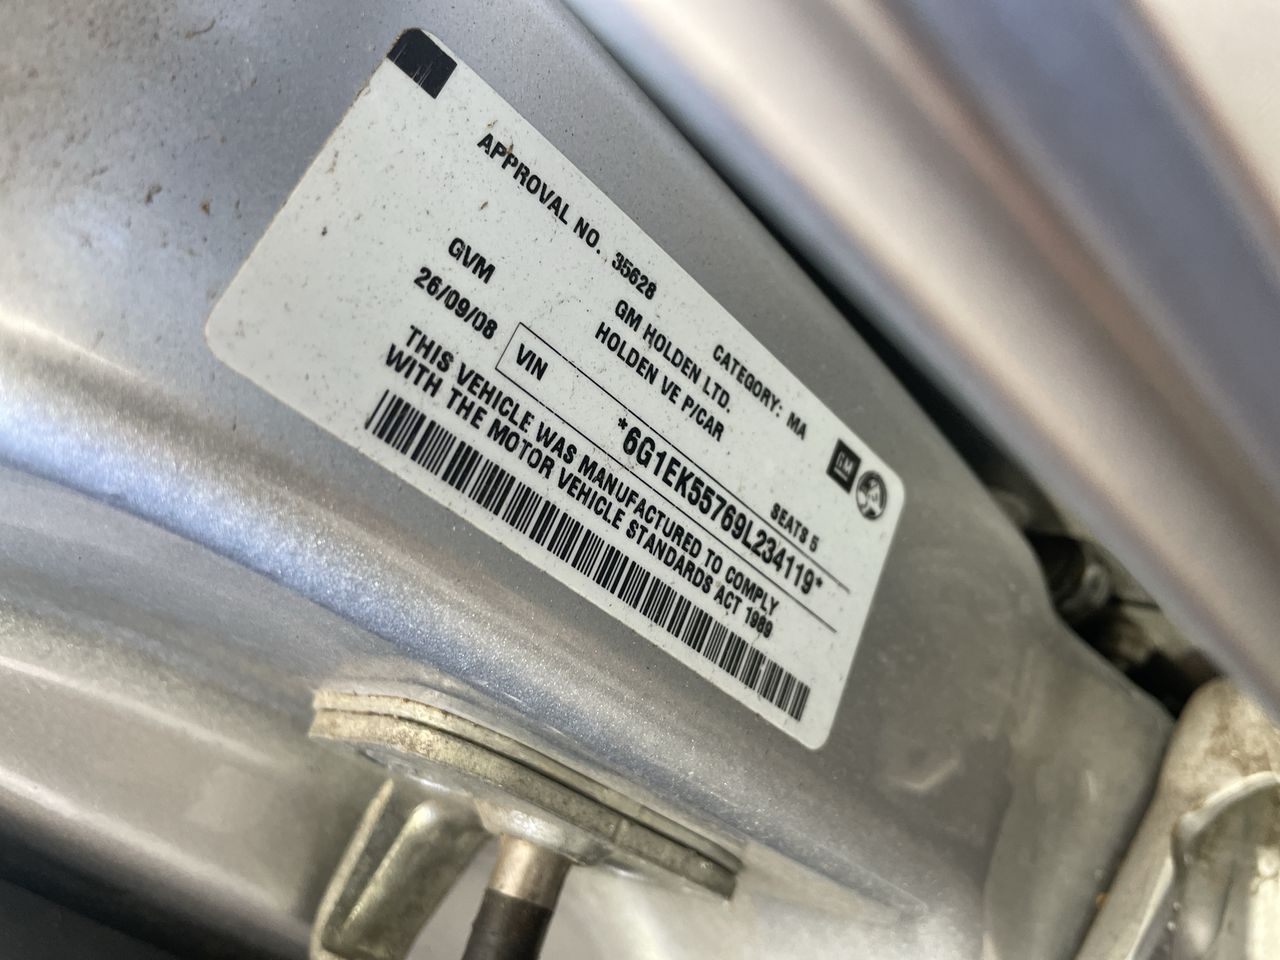 APPROVAL NO. 35628 CATEGORY: MA
GM HOLDEN LTD.
GVM HOLDEN VE P/CAR
26/09/08 SEATS 5
VIN *6G1EK55769L234119*
THIS VEHICLE WAS MANUFACTURED TO COMPLY
WITH THE MOTOR VEHICLE STANDARDS ACT 1989
GM